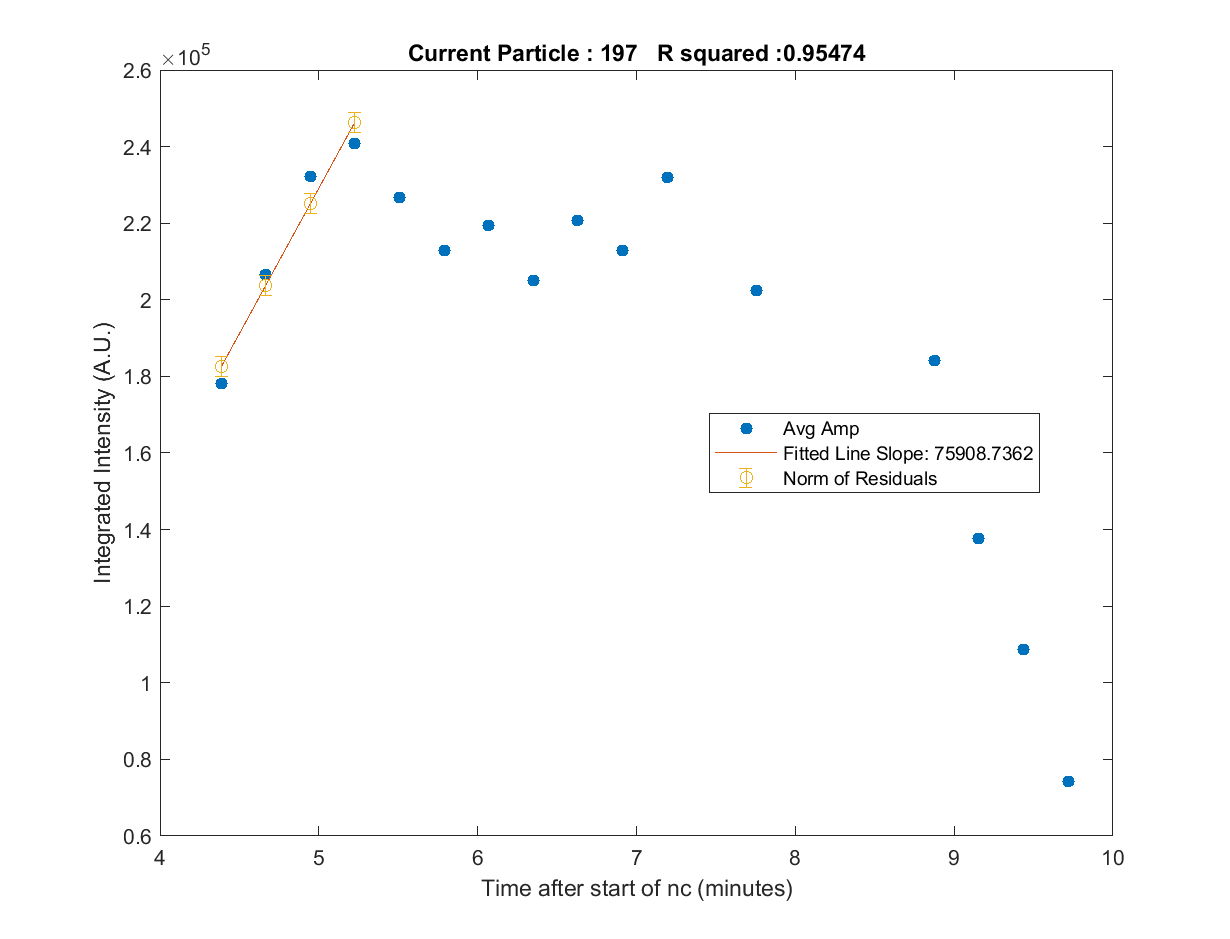 Current Particle : 197   R squared :0.95474
×10^5
2.6
2.4
2.2
2
1.8
1.6
1.4
1.2
1
0.8
0.6
Integrated Intensity (A.U.)
Avg Amp
Fitted Line Slope: 75908.7362
Norm of Residuals
4 5 6 7 8 9 10
Time after start of nc (minutes)